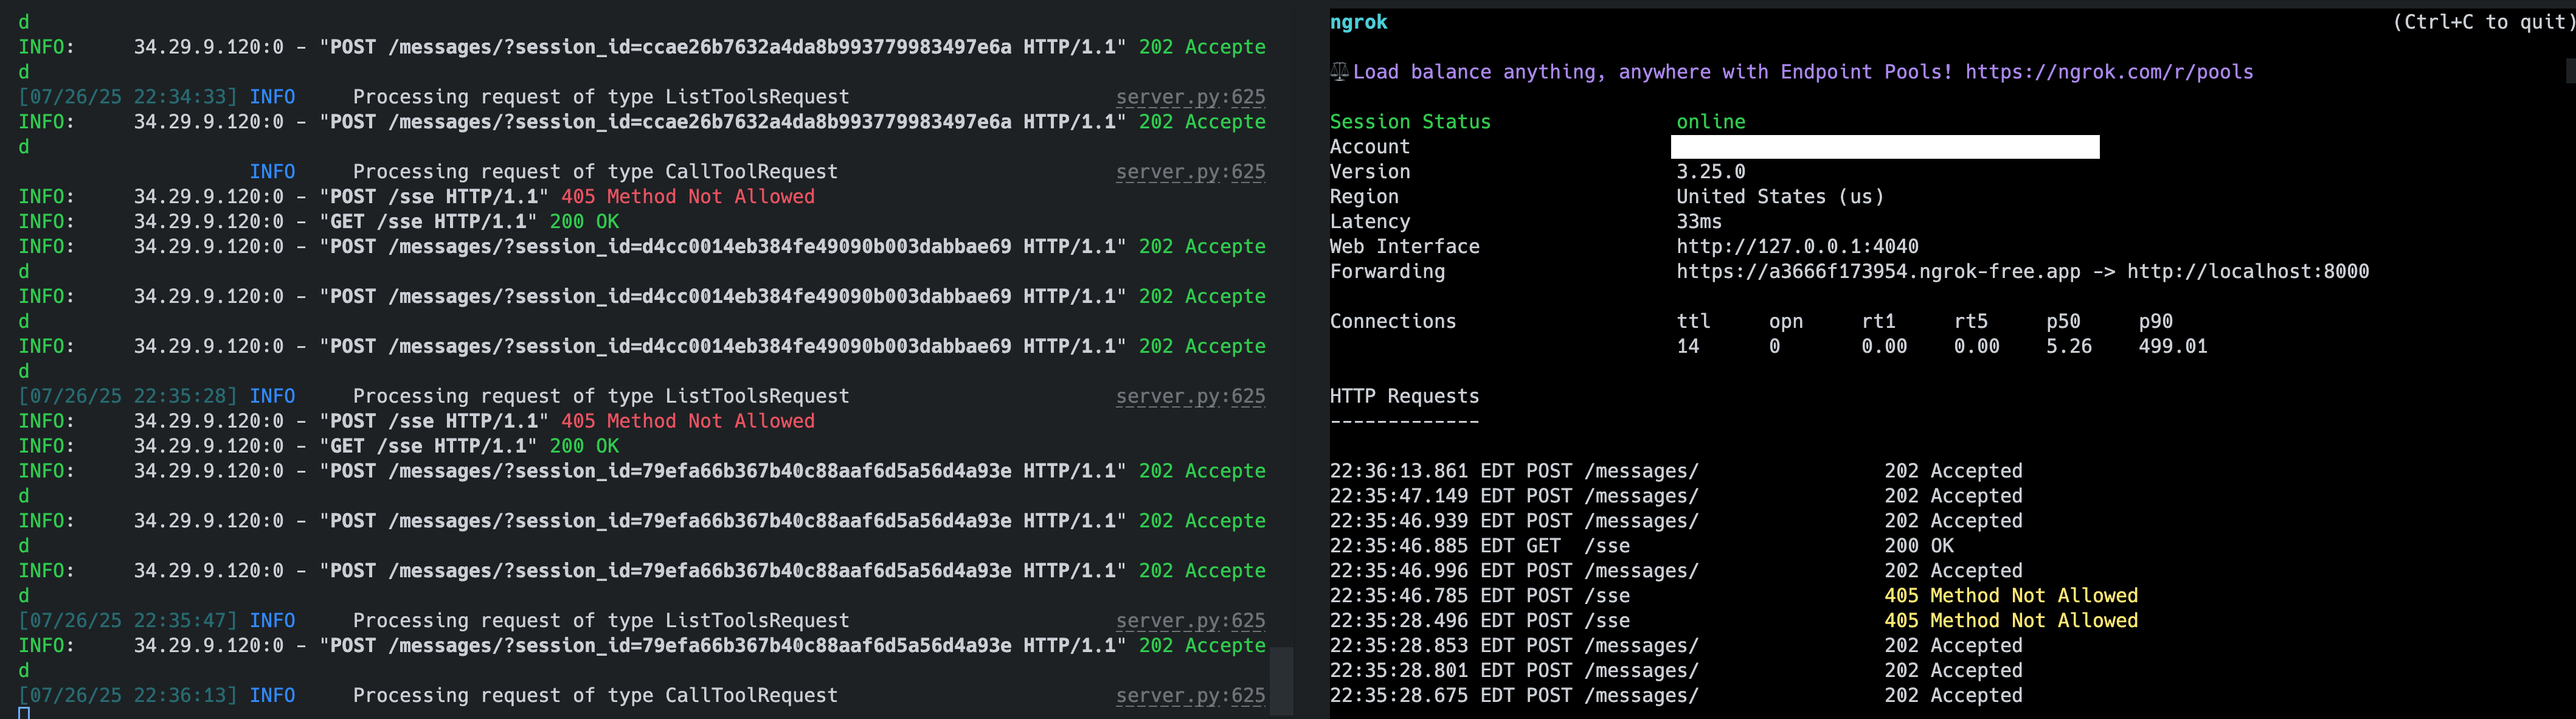 d
INFO:     34.29.9.120:0 - "POST /messages/?session_id=ccae26b7632a4da8b993779983497e6a HTTP/1.1" 202 Accepte
d
[07/26/25 22:34:33] INFO     Processing request of type ListToolsRequest                       server.py:625
INFO:     34.29.9.120:0 - "POST /messages/?session_id=ccae26b7632a4da8b993779983497e6a HTTP/1.1" 202 Accepte
d
                    INFO     Processing request of type CallToolRequest                        server.py:625
INFO:     34.29.9.120:0 - "POST /sse HTTP/1.1" 405 Method Not Allowed
INFO:     34.29.9.120:0 - "GET /sse HTTP/1.1" 200 OK
INFO:     34.29.9.120:0 - "POST /messages/?session_id=d4cc0014eb384fe49090b003dabbae69 HTTP/1.1" 202 Accepte
d
INFO:     34.29.9.120:0 - "POST /messages/?session_id=d4cc0014eb384fe49090b003dabbae69 HTTP/1.1" 202 Accepte
d
INFO:     34.29.9.120:0 - "POST /messages/?session_id=d4cc0014eb384fe49090b003dabbae69 HTTP/1.1" 202 Accepte
d
[07/26/25 22:35:28] INFO     Processing request of type ListToolsRequest                       server.py:625
INFO:     34.29.9.120:0 - "POST /sse HTTP/1.1" 405 Method Not Allowed
INFO:     34.29.9.120:0 - "GET /sse HTTP/1.1" 200 OK
INFO:     34.29.9.120:0 - "POST /messages/?session_id=79efa66b367b40c88aaf6d5a56d4a93e HTTP/1.1" 202 Accepte
d
INFO:     34.29.9.120:0 - "POST /messages/?session_id=79efa66b367b40c88aaf6d5a56d4a93e HTTP/1.1" 202 Accepte
d
INFO:     34.29.9.120:0 - "POST /messages/?session_id=79efa66b367b40c88aaf6d5a56d4a93e HTTP/1.1" 202 Accepte
d
[07/26/25 22:35:47] INFO     Processing request of type ListToolsRequest                       server.py:625
INFO:     34.29.9.120:0 - "POST /messages/?session_id=79efa66b367b40c88aaf6d5a56d4a93e HTTP/1.1" 202 Accepte
d
[07/26/25 22:36:13] INFO     Processing request of type CallToolRequest                        server.py:625
ngrok (Ctrl+C to quit)
Load balance anything, anywhere with Endpoint Pools! https://ngrok.com/r/pools
Session Status                online
Account
Version                       3.25.0
Region                        United States (us)
Latency                       33ms
Web Interface                 http://127.0.0.1:4040
Forwarding                    https://a3666f173954.ngrok-free.app -> http://localhost:8000
Connections                   ttl     opn     rt1     rt5     p50     p90
                              14      0       0.00    0.00    5.26    499.01
HTTP Requests
-------------
22:36:13.861 EDT POST /messages/                202 Accepted
22:35:47.149 EDT POST /messages/                202 Accepted
22:35:46.939 EDT POST /messages/                202 Accepted
22:35:46.885 EDT GET  /sse                      200 OK
22:35:46.996 EDT POST /messages/                202 Accepted
22:35:46.785 EDT POST /sse                      405 Method Not Allowed
22:35:28.496 EDT POST /sse                      405 Method Not Allowed
22:35:28.853 EDT POST /messages/                202 Accepted
22:35:28.801 EDT POST /messages/                202 Accepted
22:35:28.675 EDT POST /messages/                202 Accepted